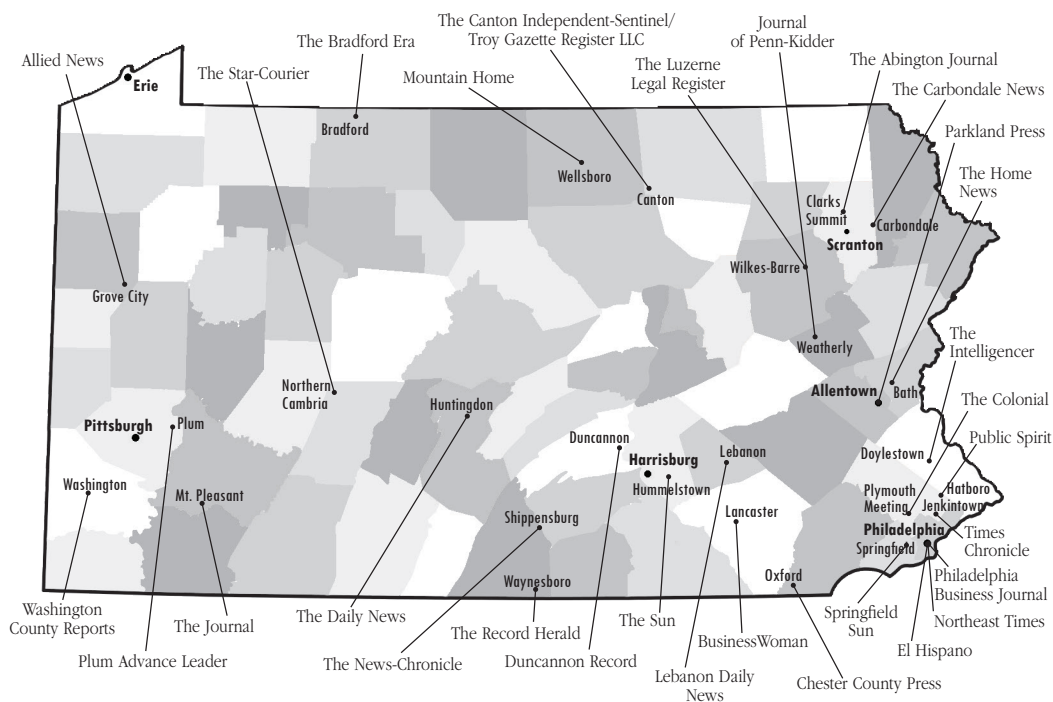 The Canton Independent-Sentinel/
Troy Gazette Register LLC
Journal
of Penn-Kidder
The Bradford Era
Allied News
The Star-Courier
Mountain Home
The Luzerne
Legal Register
The Abington Journal
The Carbondale News
Parkland Press
The Home
News
Erie
Bradford
Wellsboro
Canton
Clarks
Summit
Carbondale
Scranton
Wilkes-Barre
Grove City
Weatherly
The
Intelligencer
Northern
Cambria
Huntingdon
Allentown
Bath
The Colonial
Pittsburgh
Plum
Duncannon
Harrisburg
Hummelstown
Lebanon
Doylestown
Public Spirit
Washington
Mt. Pleasant
Shippensburg
Lancaster
Plymouth
Meeting
Hatboro
Jenkintown
Philadelphia
Springfield
Times
Chronicle
Waynesboro
Oxford
Philadelphia
Business Journal
Washington
County Reports
The Journal
The Daily News
The Record Herald
The Sun
BusinessWoman
Springfield
Sun
Northeast Times
Plum Advance Leader
The News-Chronicle
Duncannon Record
El Hispano
Lebanon Daily
News
Chester County Press